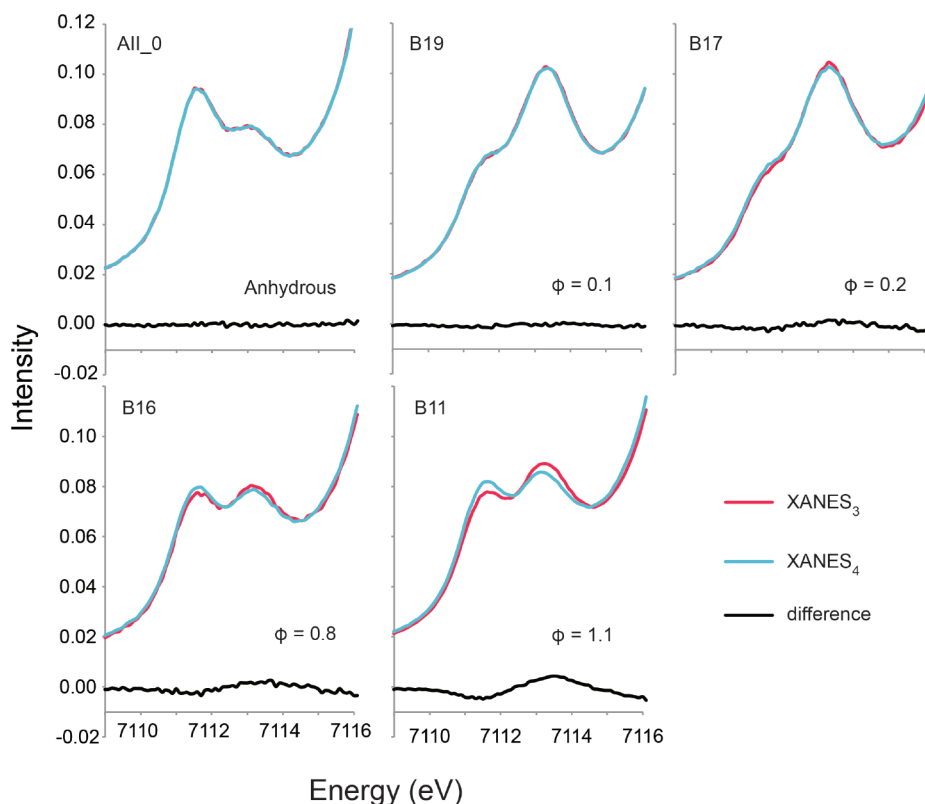 0.12
0.10
0.08
0.06
0.04
0.02
0.00
-0.02
AII_0
Anhydrous
B19
ϕ = 0.1
B17
ϕ = 0.2
Intensity
0.10
0.08
0.06
0.04
0.02
0.00
-0.02
B16
ϕ = 0.8
7110 7112 7114 7116
B11
ϕ = 1.1
7110 7112 7114 7116
XANES₃
XANES₄
difference
Energy (eV)